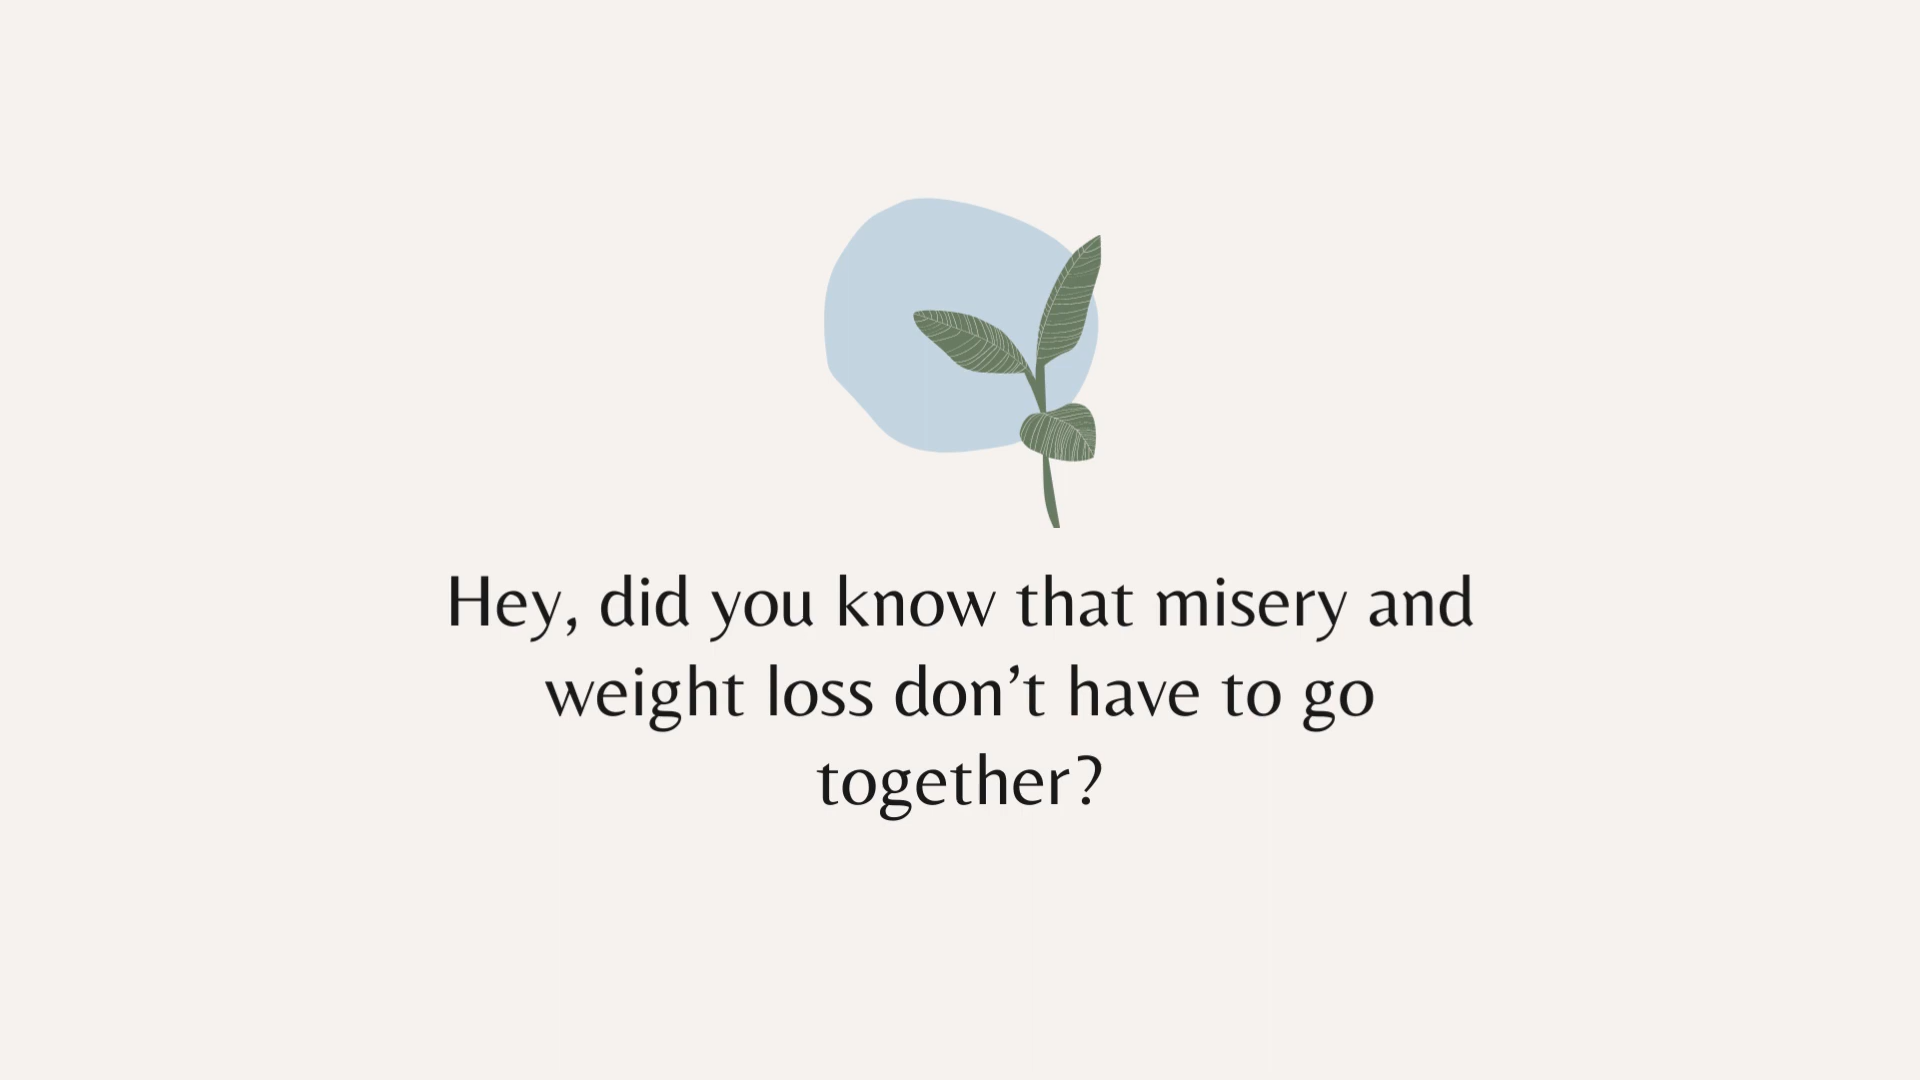 Hey, did you know that misery and
weight loss don’t have to go
together?